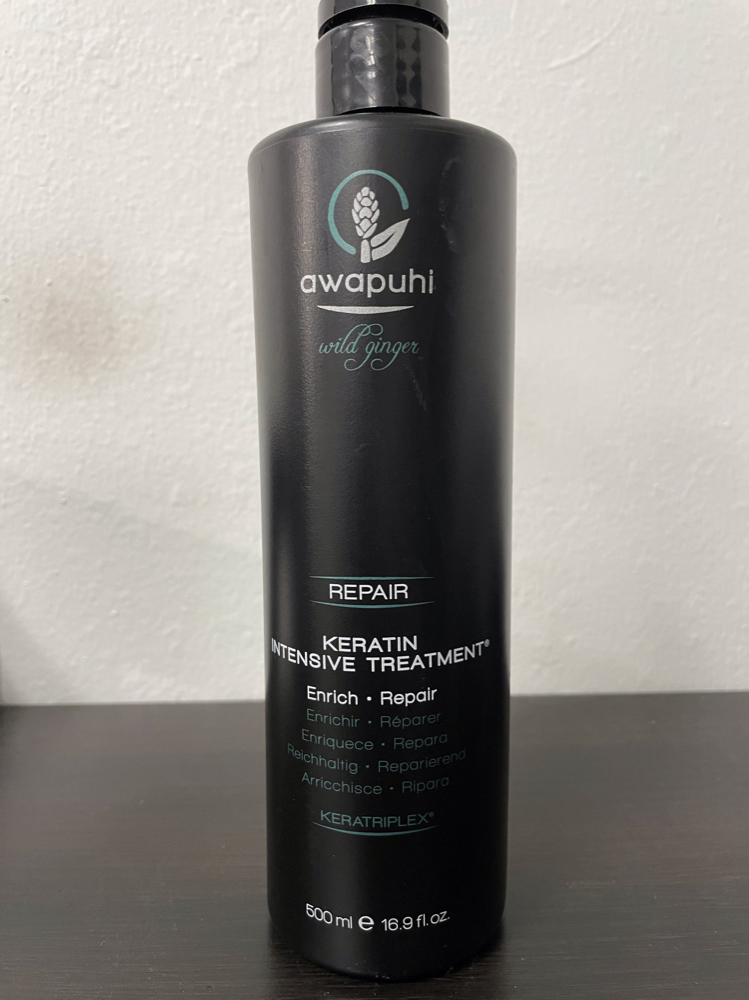 awapuhi
wild ginger
REPAIR
KERATIN
INTENSIVE TREATMENT®
Enrich • Repair
Enrichir • Réparer
Enriquece • Repara
Reichhaltig • Reparierend
Arricchisce • Ripara
KERATRIPLEX®
500 ml e 16.9 fl. oz.